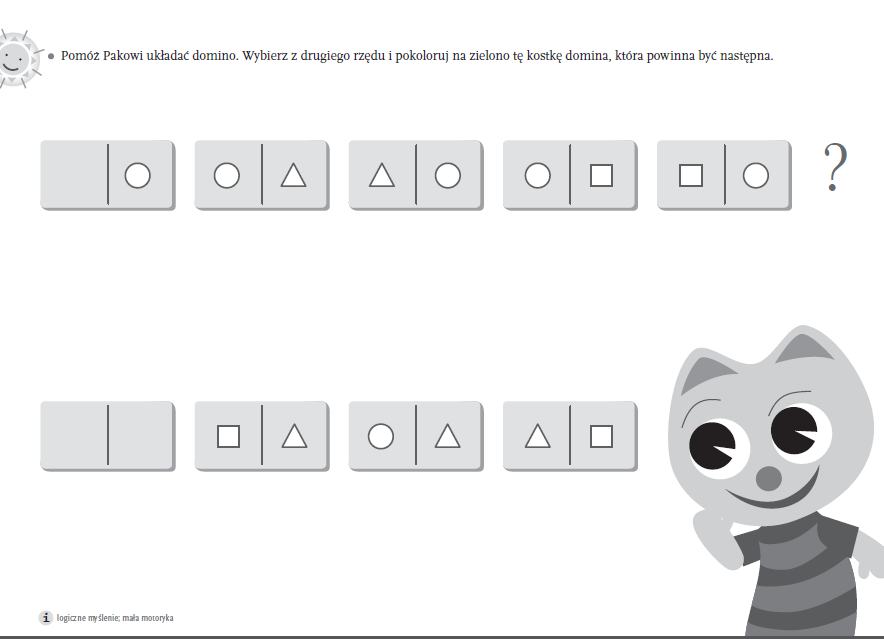 Pomóż Pakowi układać domino. Wybierz z drugiego rzędu i pokoloruj na zielono tę kostkę domina, która powinna być następna.
?
i logiczne myślenie; mała motoryka